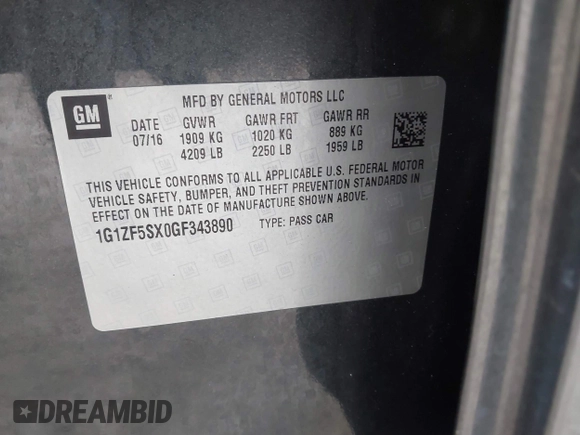 GM
MFD BY GENERAL MOTORS LLC
DATE GVWR GAWR FRT GAWR RR
07/16 1909 KG 1020 KG 889 KG
4209 LB 2250 LB 1959 LB
THIS VEHICLE CONFORMS TO ALL APPLICABLE U.S. FEDERAL MOTOR
VEHICLE SAFETY, BUMPER, AND THEFT PREVENTION STANDARDS IN
EFFECT ON THE DATE OF MANUFACTURE SHOWN ABOVE.
1G1ZF5SX0GF343890 TYPE: PASS CAR
DREAMBID